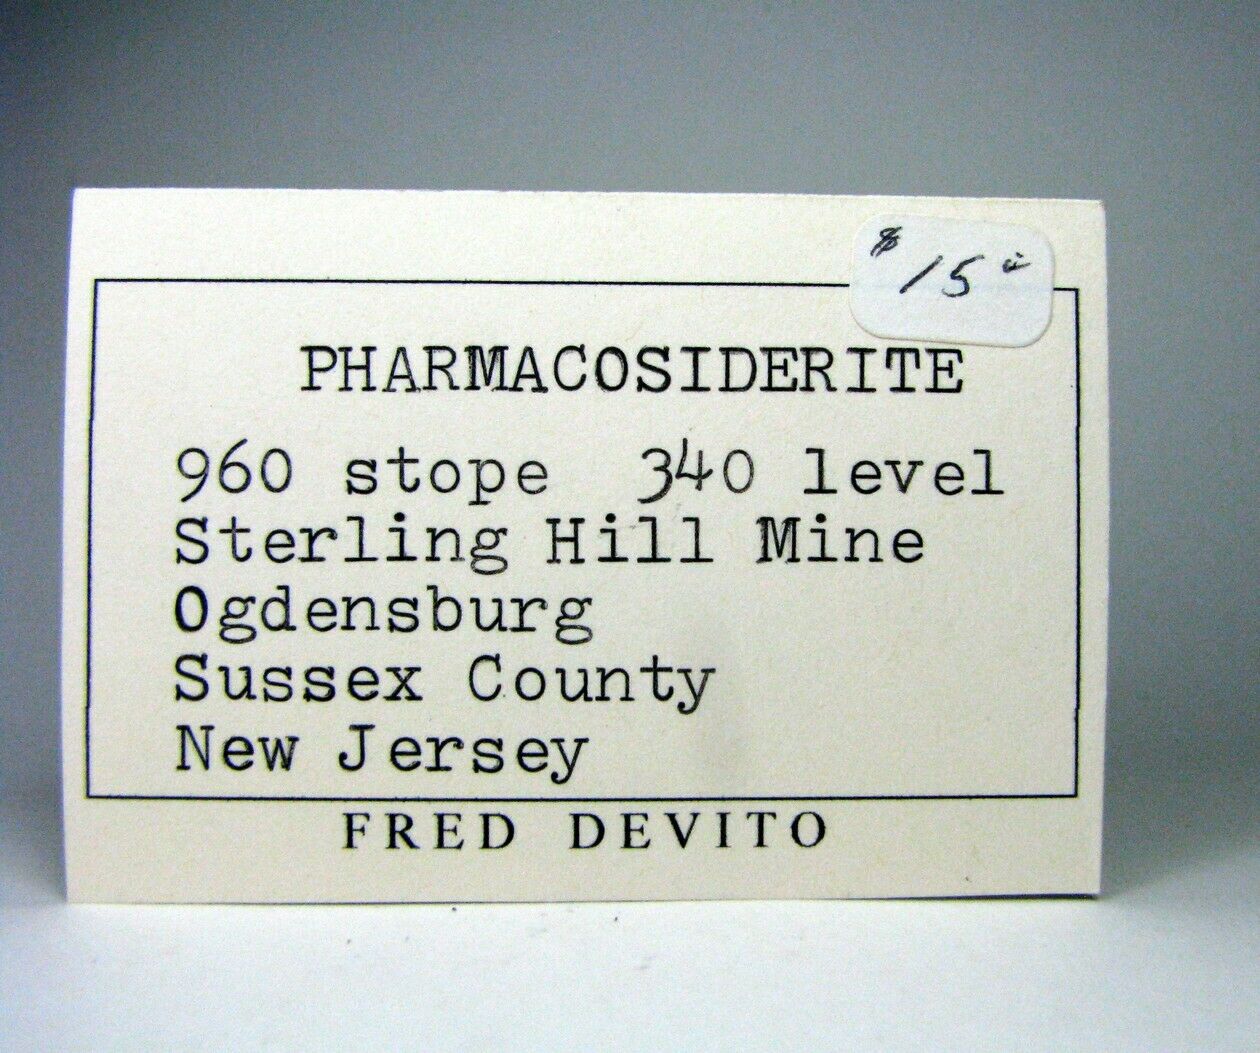 $15
PHARMACOSIDERITE
960 stope 340 level
Sterling Hill Mine
Ogdensburg
Sussex County
New Jersey
FRED DEVITO